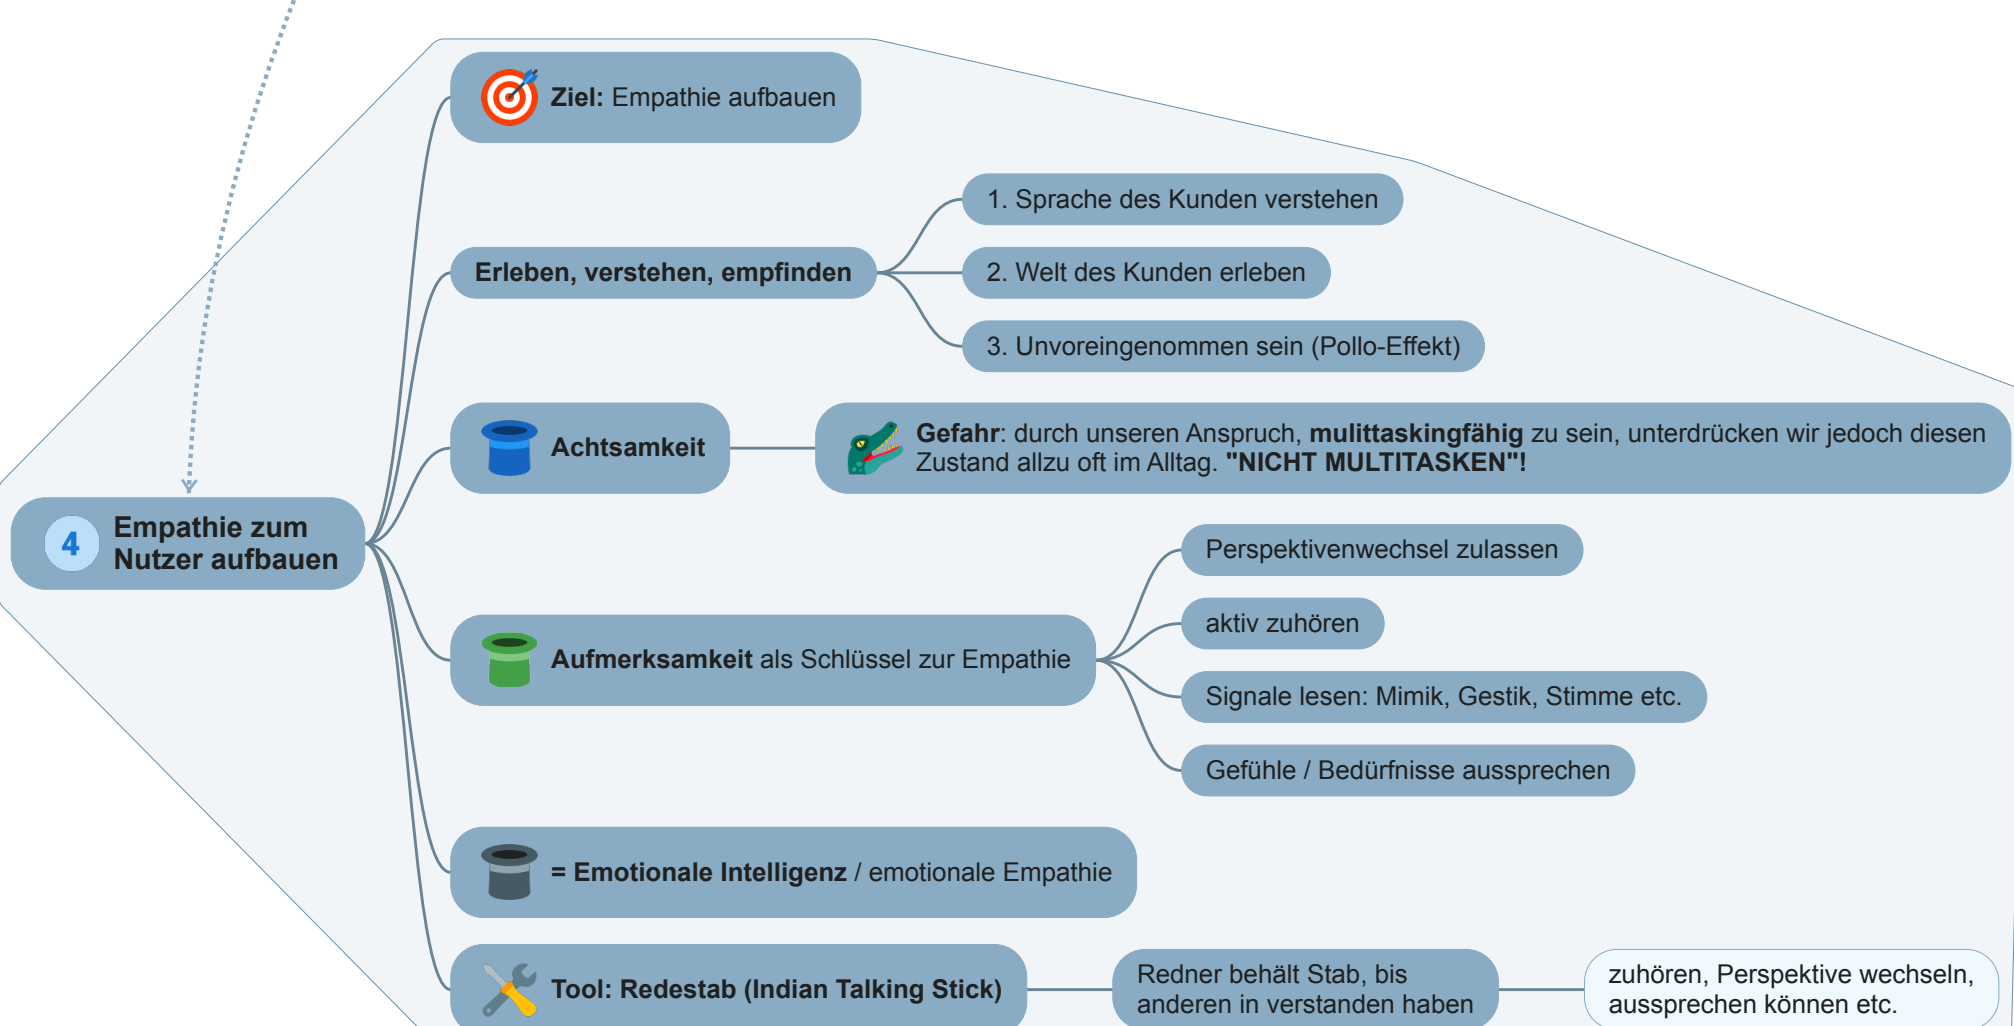 Ziel: Empathie aufbauen
1. Sprache des Kunden verstehen
Erleben, verstehen, empfinden
2. Welt des Kunden erleben
3. Unvoreingenommen sein (Pollo-Effekt)
Achtsamkeit
Gefahr: durch unseren Anspruch, mulittaskingfähig zu sein, unterdrücken wir jedoch diesen
Zustand allzu oft im Alltag. "NICHT MULTITASKEN"!
4
Empathie zum
Nutzer aufbauen
Perspektivenwechsel zulassen
aktiv zuhören
Aufmerksamkeit als Schlüssel zur Empathie
Signale lesen: Mimik, Gestik, Stimme etc.
Gefühle / Bedürfnisse aussprechen
= Emotionale Intelligenz / emotionale Empathie
Tool: Redestab (Indian Talking Stick)
Redner behält Stab, bis
anderen in verstanden haben
zuhören, Perspektive wechseln,
aussprechen können etc.